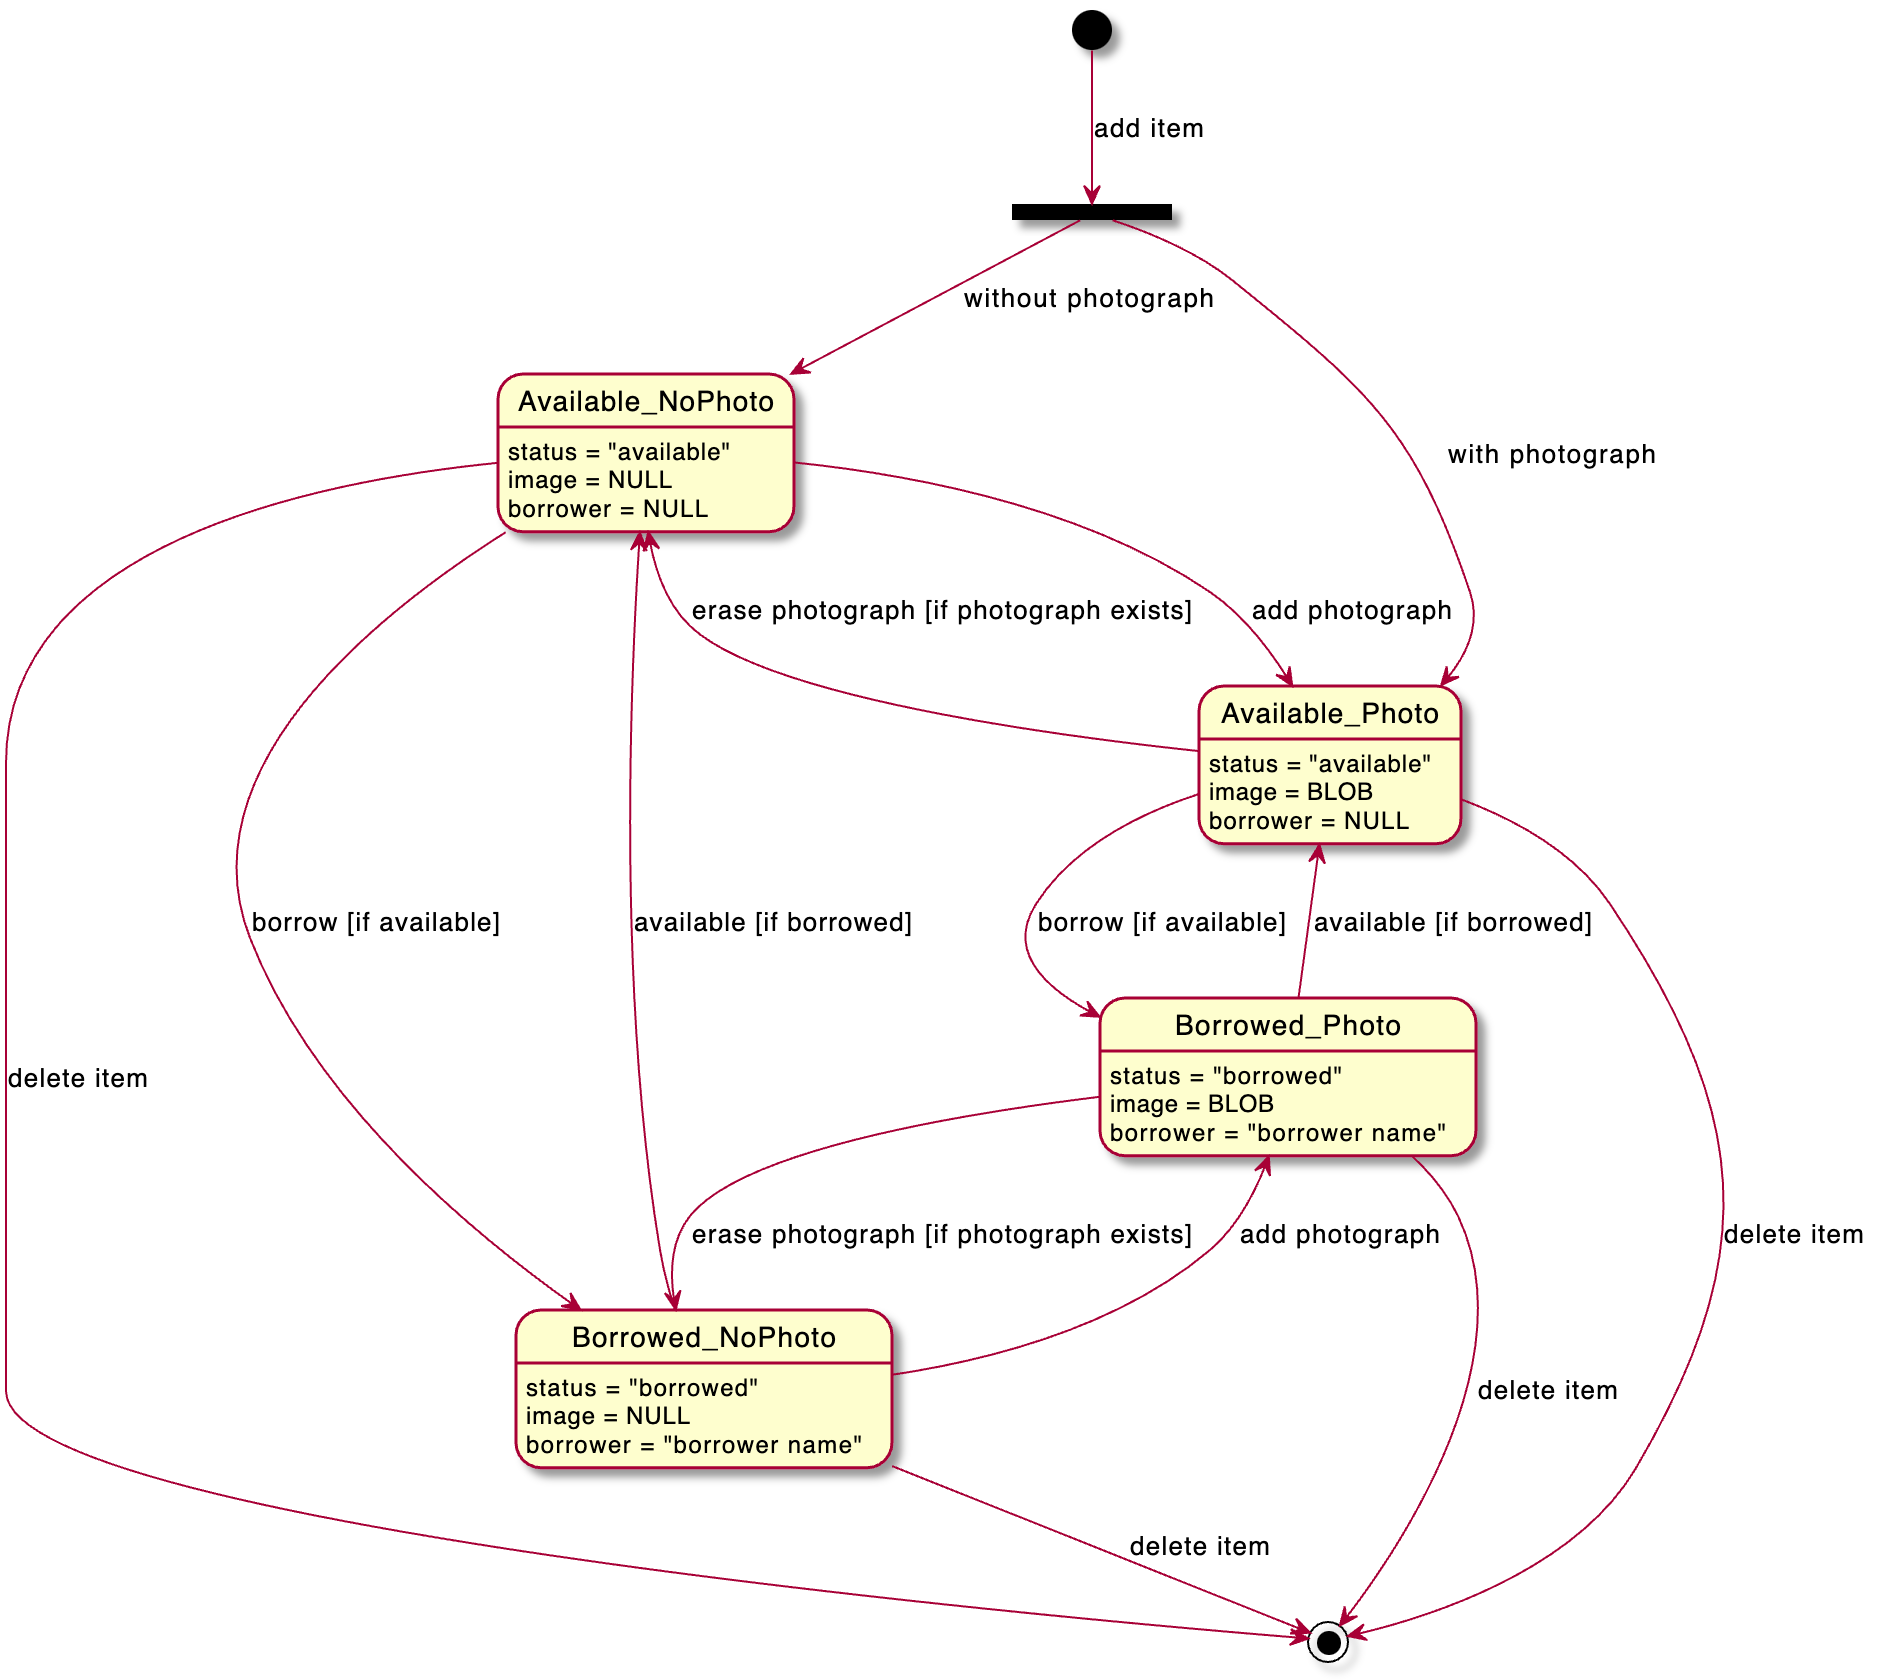 add item
without photograph
Available_NoPhoto
status = "available"
image = NULL
borrower = NULL
with photograph
erase photograph [if photograph exists]
add photograph
Available_Photo
status = "available"
image = BLOB
borrower = NULL
borrow [if available]
available [if borrowed]
borrow [if available]
available [if borrowed]
Borrowed_Photo
status = "borrowed"
image = BLOB
borrower = "borrower name"
delete item
erase photograph [if photograph exists]
add photograph
delete item
Borrowed_NoPhoto
status = "borrowed"
image = NULL
borrower = "borrower name"
delete item
delete item